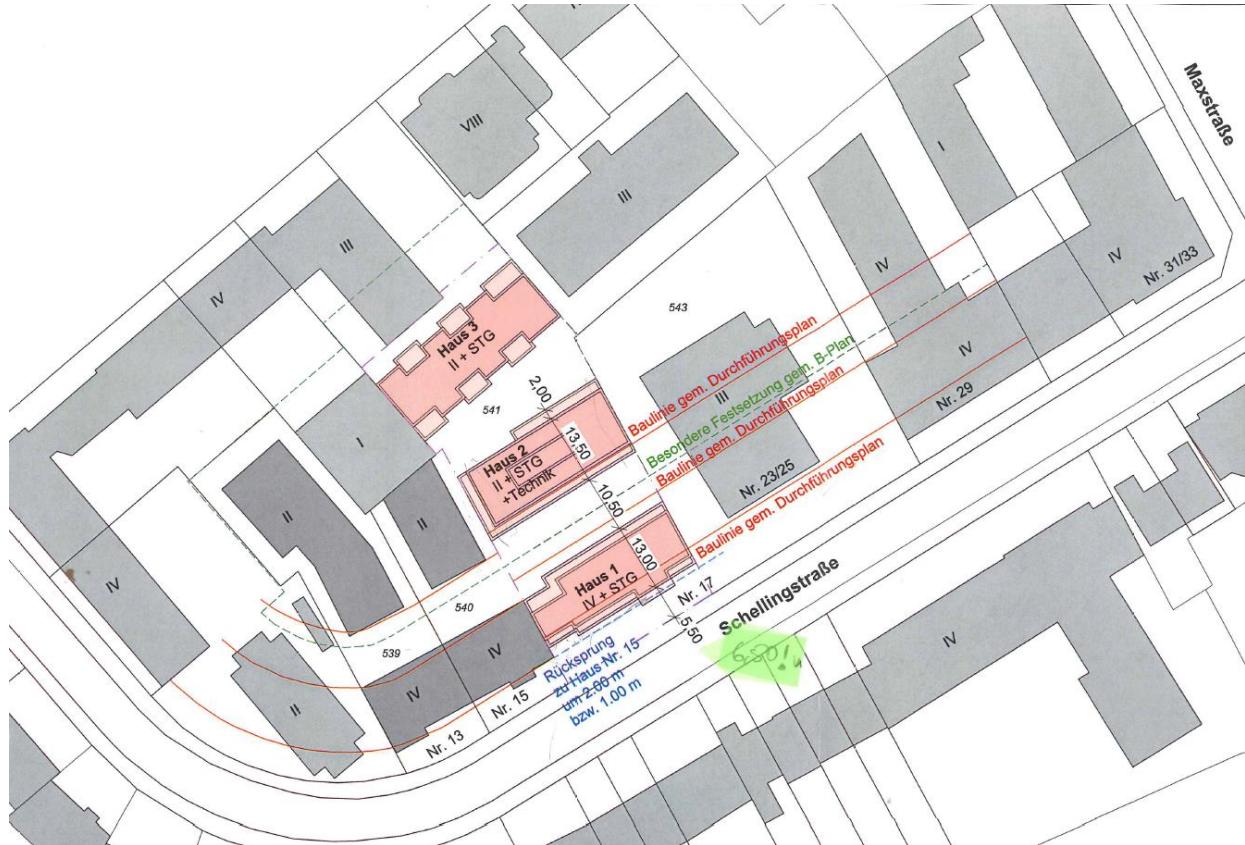 Maxstraße
VIII
III
I
III
IV
IV
IV
Nr. 31/33
543
Haus 3
II + STG
Baulinie gem. Durchführungsplan
Besondere Festsetzung gem. B-Plan
Baulinie gem. Durchführungsplan
III
IV
Nr. 29
2,00
541
I
13,50
Haus 2
II + STG
+Technik
10,50
Nr. 23/25
II
II
Baulinie gem. Durchführungsplan
13,00
Haus 1
IV + STG
IV
Nr. 17
540
5,50
Schellingstraße
6,80!
IV
539
IV
Rücksprung
zu Haus Nr. 15
um 2.00 m
bzw. 1.00 m
II
Nr. 15
Nr. 13